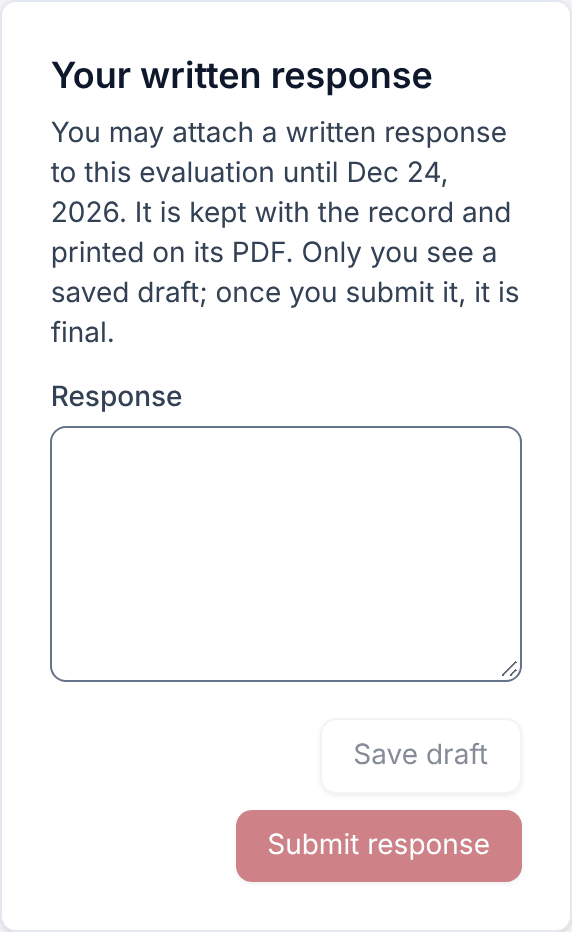 Your written response
You may attach a written response
to this evaluation until Dec 24,
2026. It is kept with the record and
printed on its PDF. Only you see a
saved draft; once you submit it, it is
final.
Response
Save draft
Submit response